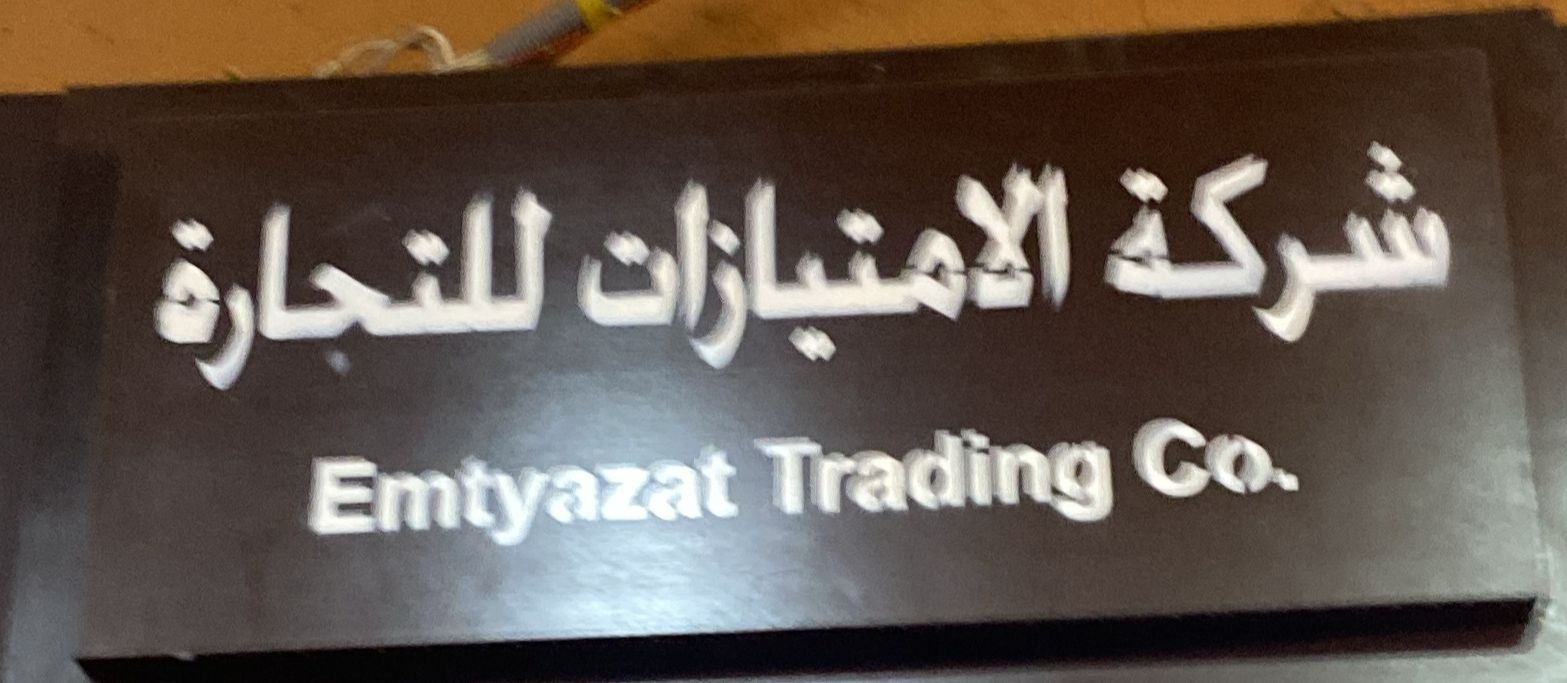 شركة الامتيازات للتجارة
Emtyazat Trading Co.